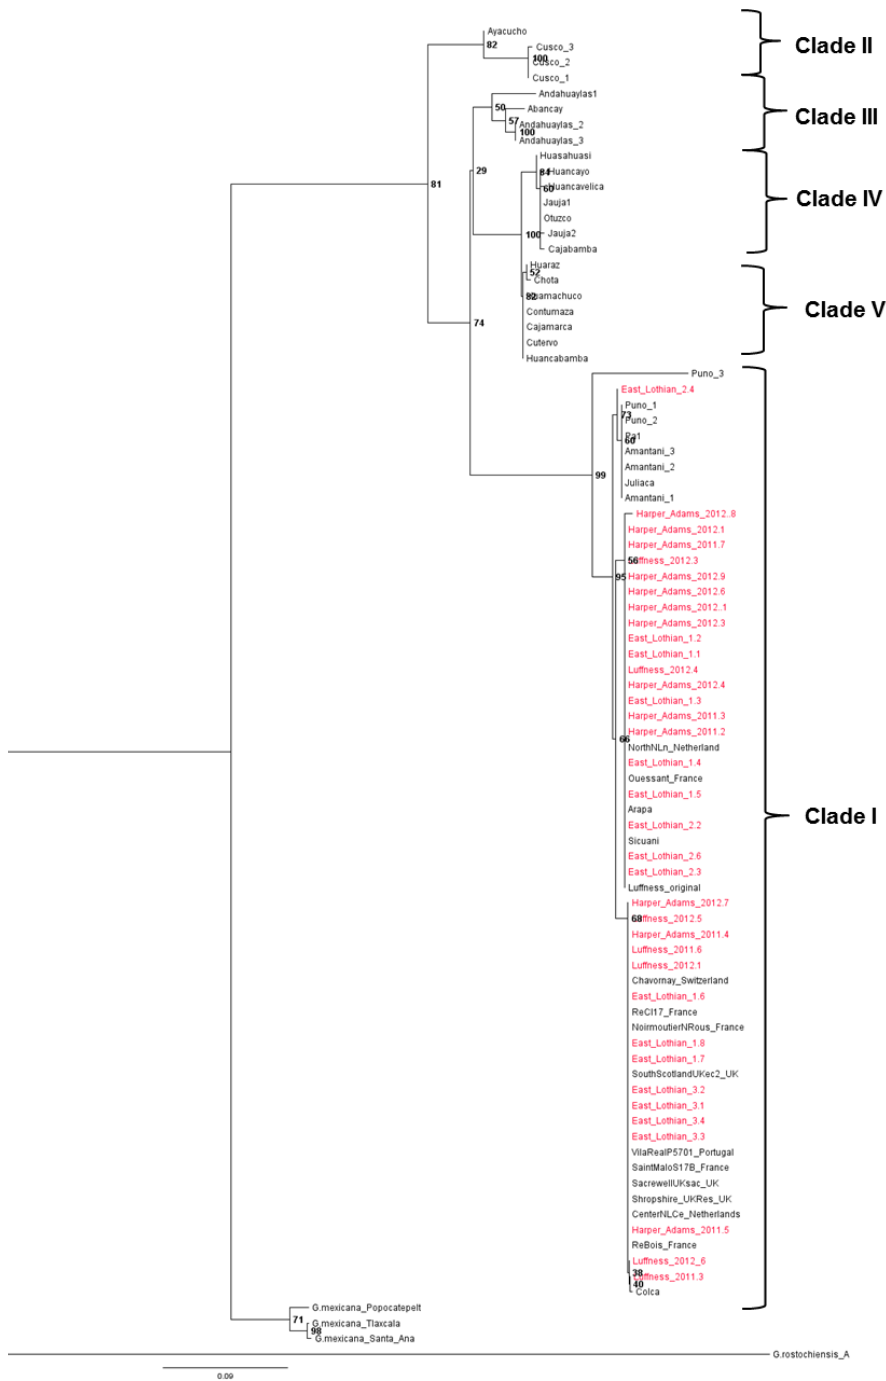 Ayacucho
82
Clade II
Cusco_3
100
Cusco_2
Cusco_1
Andahuaylas1
50
Abancay
Clade III
57
Andahuaylas_2
100
Andahuaylas_3
Huasahuasi
29
84
Huancayo
81
60
Huancavelica
Clade IV
Jauja1
Otuzco
100
Jauja2
Cajabamba
Huaraz
52
Chota
82
Contumaza
Clade V
74
Cajamarca
Cutervo
Huancabamba
Puno_3
East_Lothian_2.4
Puno_1
73
Puno_2
60
Amantani_3
Amantani_2
99
Juliaca
Amantani_1
Harper_Adams_2012..8
Harper_Adams_2012.1
Harper_Adams_2011.7
56
Luffness_2012.3
95
Harper_Adams_2012.9
Harper_Adams_2012.6
Harper_Adams_2012..1
Harper_Adams_2012.3
East_Lothian_1.2
East_Lothian_1.1
Luffness_2012.4
Harper_Adams_2012.4
East_Lothian_1.3
Harper_Adams_2011.3
Harper_Adams_2011.2
66
NorthNLn_Netherland
East_Lothian_1.4
Ouessant_France
East_Lothian_1.5
Arapa
Clade I
East_Lothian_2.2
Sicuani
East_Lothian_2.6
East_Lothian_2.3
Luffness_original
Harper_Adams_2012.7
68
Luffness_2012.5
Harper_Adams_2011.4
Luffness_2011.6
Luffness_2012.1
Chavornay_Switzerland
East_Lothian_1.6
ReCl17_France
NoirmoutierNRous_France
East_Lothian_1.8
East_Lothian_1.7
SouthScotlandUKec2_UK
East_Lothian_3.2
East_Lothian_3.1
East_Lothian_3.4
East_Lothian_3.3
VilaRealP5701_Portugal
SaintMaloS17B_France
SacrewellUKsac_UK
Shropshire_UKRes_UK
CenterNLCe_Netherlands
Harper_Adams_2011.5
ReBois_France
Luffness_2012_6
38
Luffness_2011.3
40
Colca
G.mexicana_Popocatepelt
71
G.mexicana_Tlaxcala
98
G.mexicana_Santa_Ana
G.rostochiensis_A
0.09